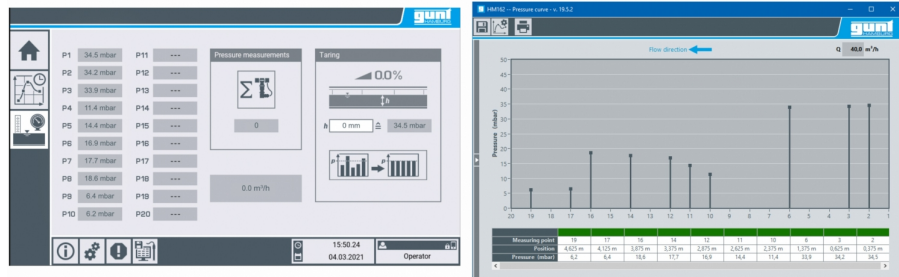 gunt
HAMBURG
P1 34.5 mbar P11 ---
P2 34.2 mbar P12 ---
P3 33.9 mbar P13 ---
P4 11.4 mbar P14 ---
P5 14.4 mbar P15 ---
P6 16.9 mbar P16 ---
P7 17.7 mbar P17 ---
P8 18.6 mbar P18 ---
P9 6.4 mbar P19 ---
P10 6.2 mbar P20 ---
Pressure measurements
Σ
0
0.0 m³/h
Taring
0.0%
h
h 0 mm ≙ 34.5 mbar
P P
15:50.24
04.03.2021
Operator
HM162 -- Pressure curve - v. 19.5.2
gunt
HAMBURG
Flow direction
Q 40,0 m³/h
Pressure (mbar)
50
45
40
35
30
25
20
15
10
5
0
20 19 18 17 16 15 14 13 12 11 10 9 8 7 6 5 4 3 2 1
Measuring point 19 17 16 14 12 11 10 6 3 2
Position 4,625 m 4,125 m 3,875 m 3,375 m 2,875 m 2,625 m 2,375 m 1,375 m 0,625 m 0,375 m
Pressure (mbar) 6,2 6,4 18,6 17,7 16,9 14,4 11,4 33,9 34,2 34,5